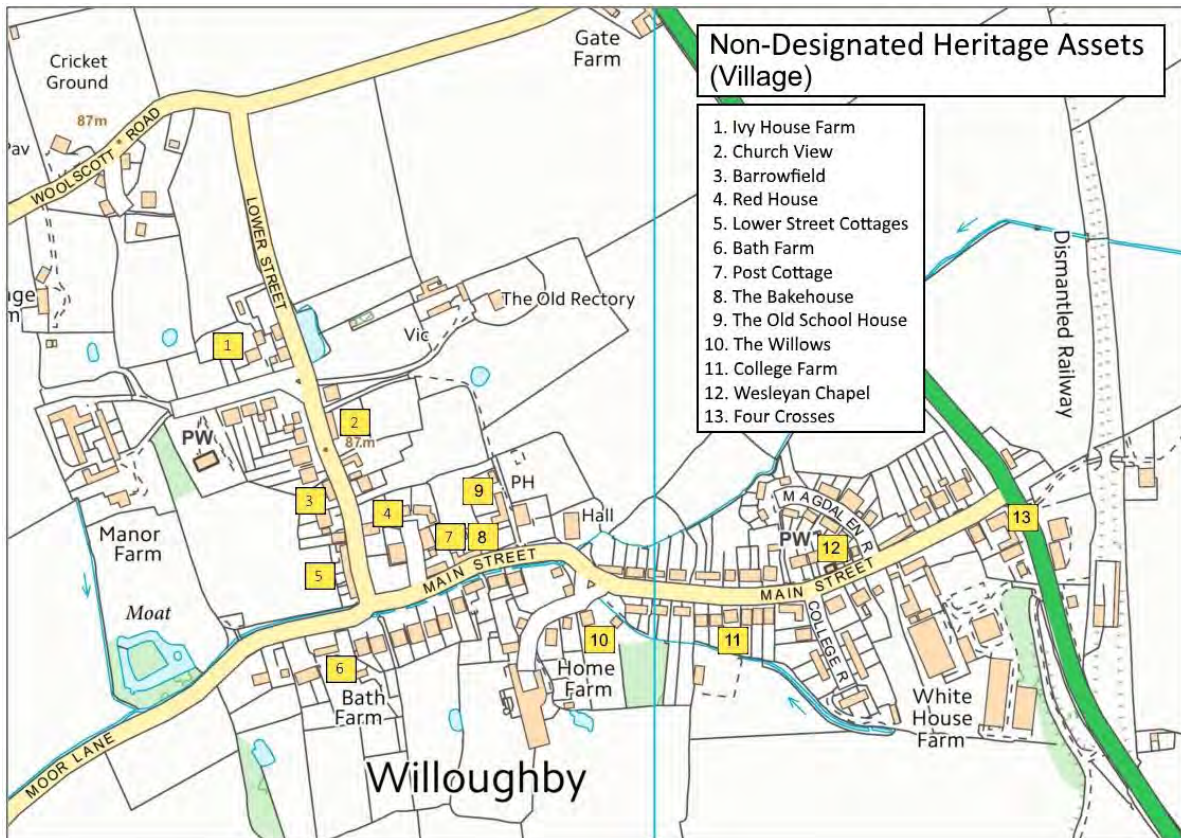 Non-Designated Heritage Assets
(Village)
1. Ivy House Farm
2. Church View
3. Barrowfield
4. Red House
5. Lower Street Cottages
6. Bath Farm
7. Post Cottage
8. The Bakehouse
9. The Old School House
10. The Willows
11. College Farm
12. Wesleyan Chapel
13. Four Crosses
Gate
Farm
Cricket
Ground
87m
Pav
WOOLSCOTT ROAD
LOWER STREET
Dismantled Railway
The Old Rectory
Vic
1
2
87m
PW
3
4
9
PH
7
8
Hall
MAGDALEN R
PW
12
13
Manor
Farm
5
MAIN STREET
MAIN STREET
COLLEGE R
Moat
6
Bath
Farm
10
Home
Farm
11
White
House
Farm
MOOR LANE
Willoughby